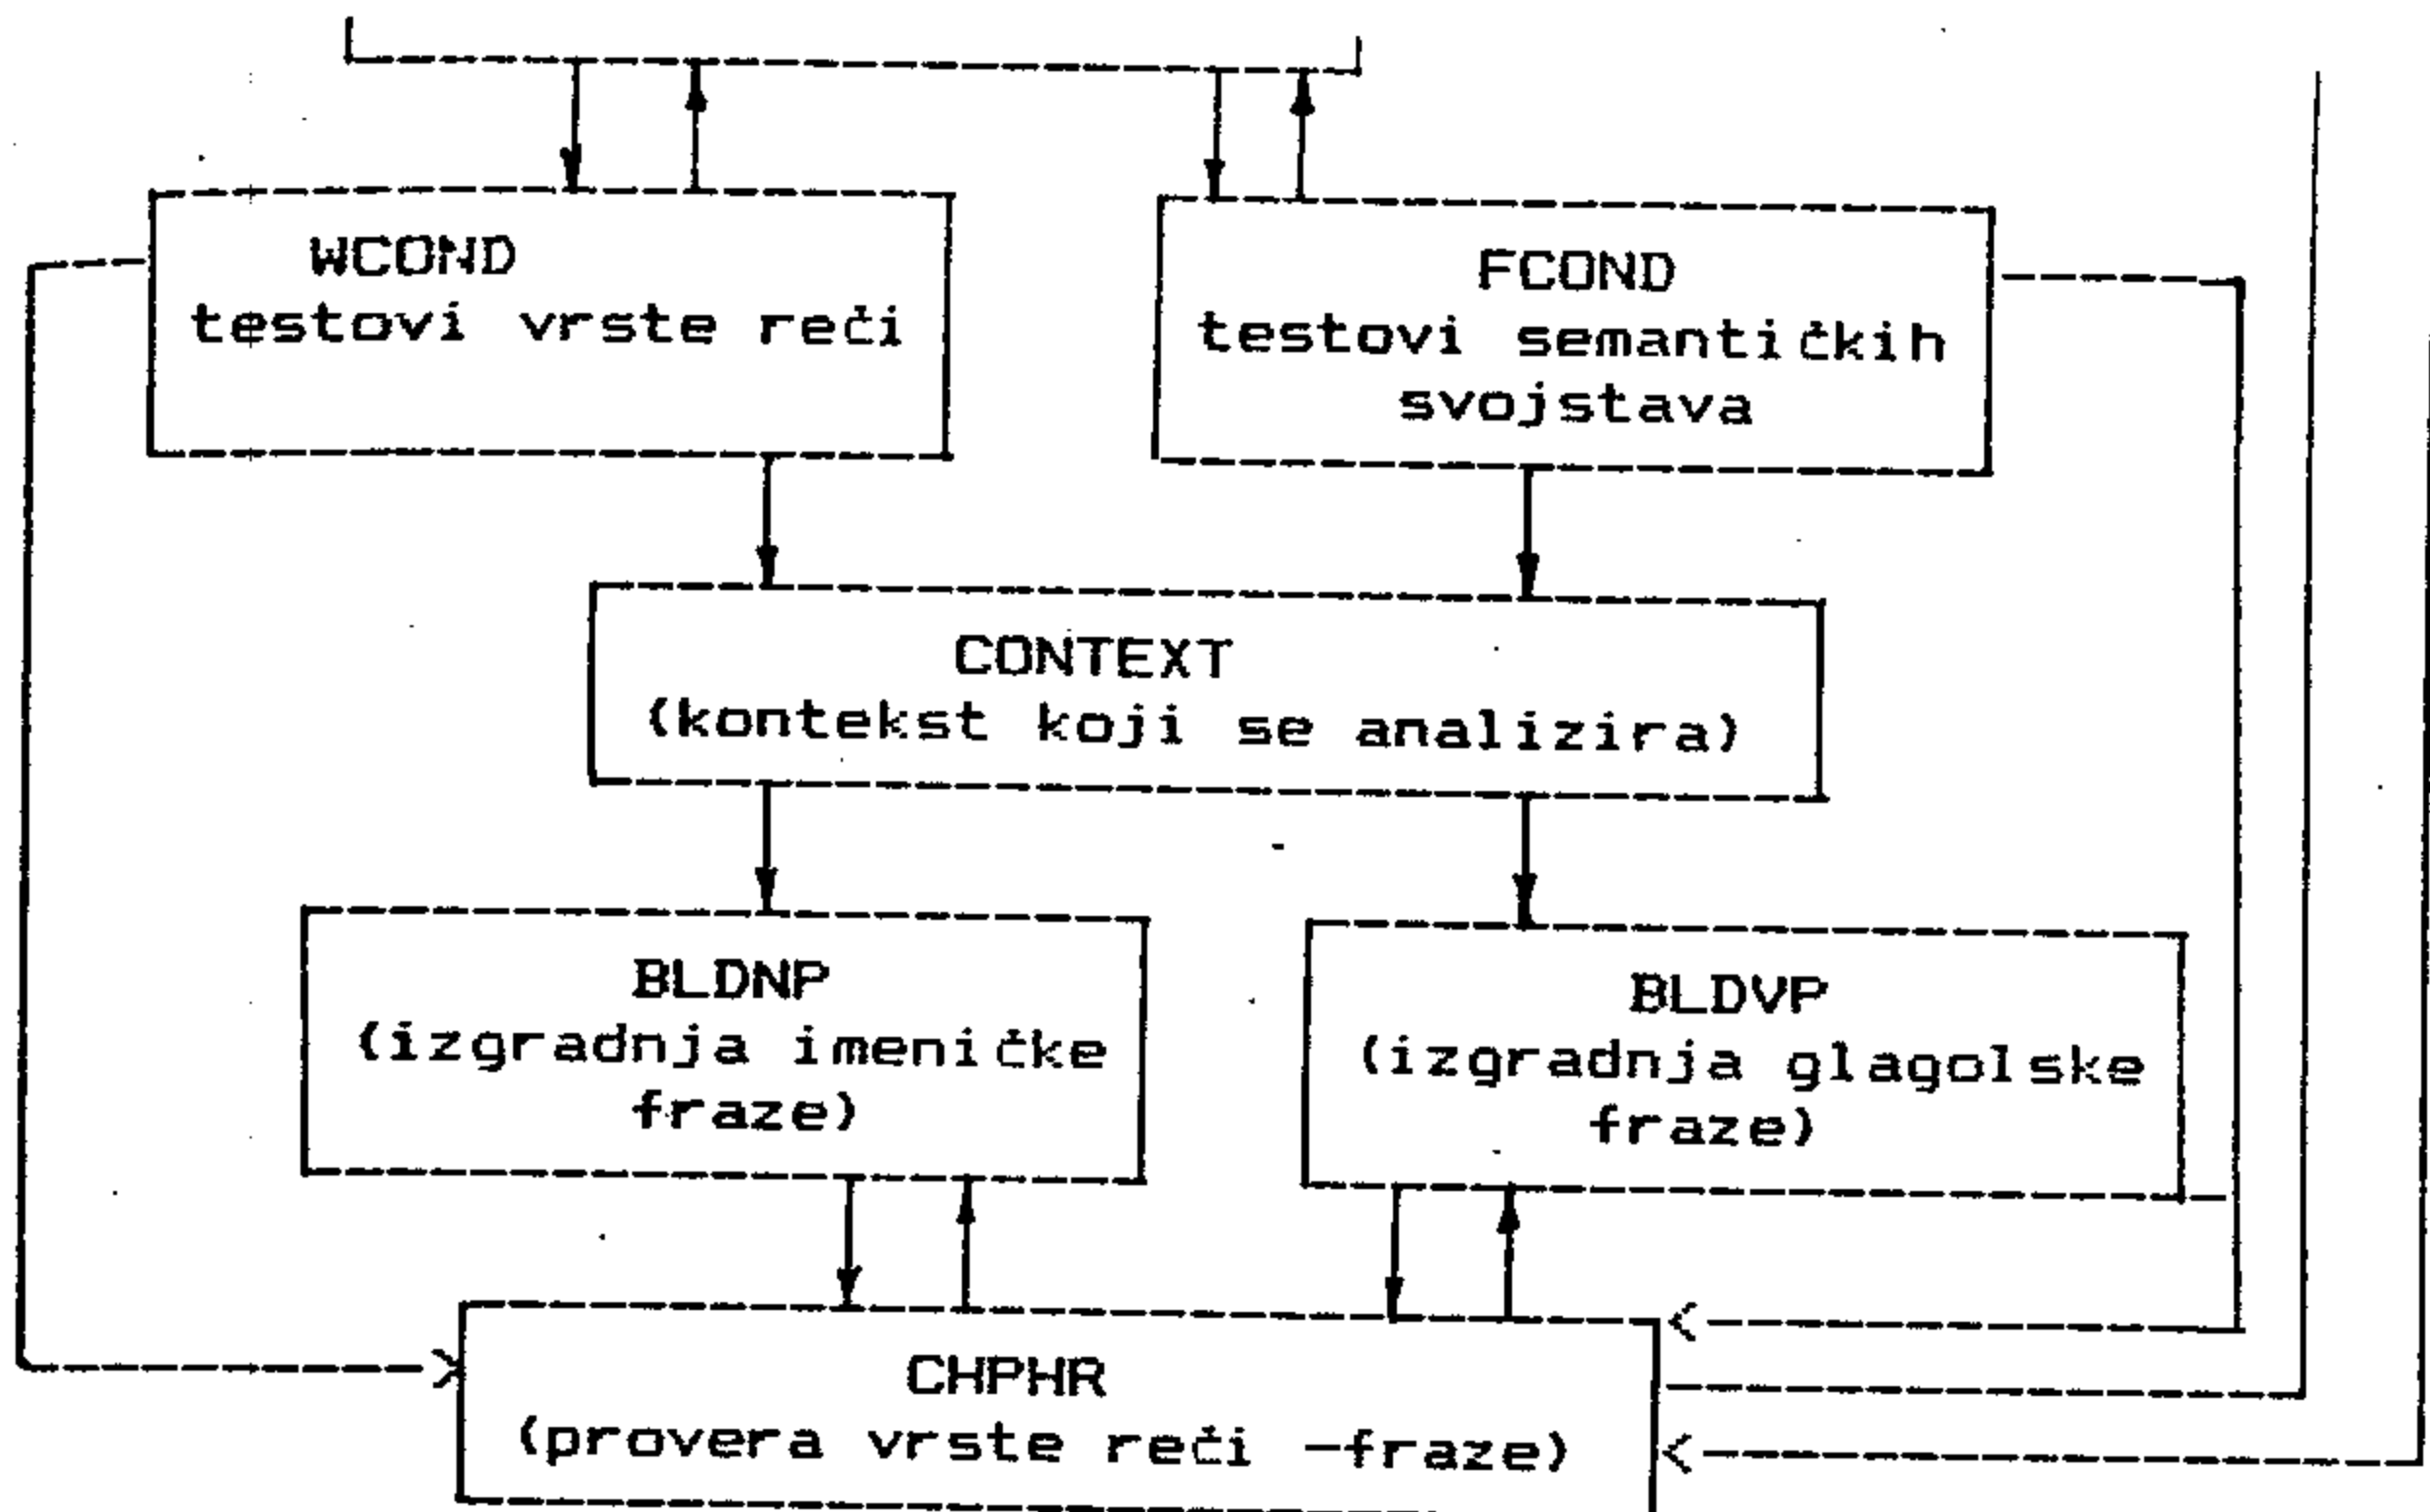 WCOND
testovi vrste reči
FCOND
testovi semantičkih
svojstava
CONTEXT
(kontekst koji se analizira)
BLDNP
(izgradnja imeničke
fraze)
BLDVP
(izgradnja glagolske
fraze)
CHPHR
(provera vrste reči -fraze)